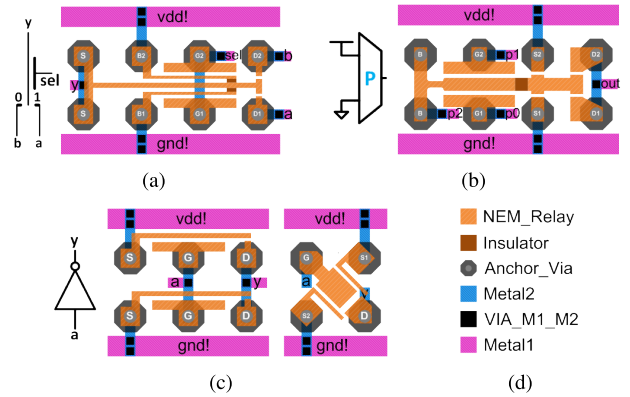 y
sel
0 1
b a
vdd!
S B2 G2 sel D2 b
y
S B1 G1 D1 a
gnd!
(a)
P
vdd!
B G2 p1 S2 D2
out
B p2 G1 p0 S1 D1
gnd!
(b)
y
a
vdd!
S G D
a y
S G D
gnd!
(c)
vdd!
G S1
a y
S2 D
gnd!
(d)
NEM_Relay
Insulator
Anchor_Via
Metal2
VIA_M1_M2
Metal1